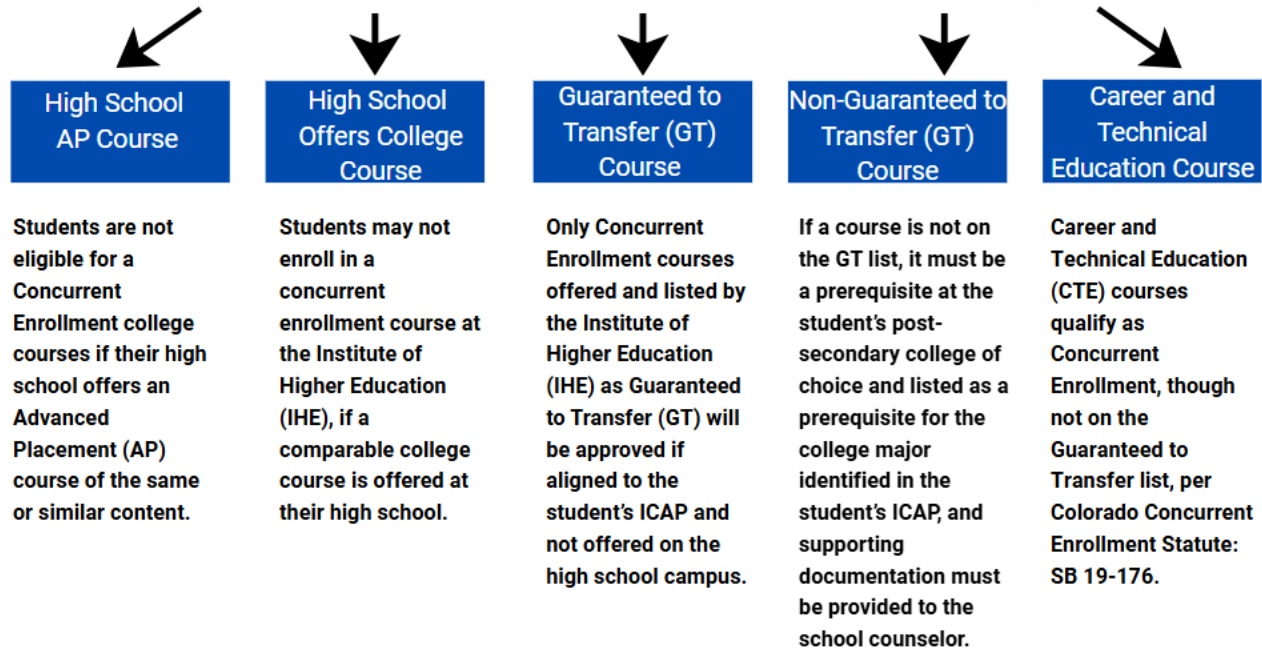 High School
AP Course
Students are not
eligible for a
Concurrent
Enrollment college
courses if their high
school offers an
Advanced
Placement (AP)
course of the same
or similar content.
High School
Offers College
Course
Students may not
enroll in a
concurrent
enrollment course at
the Institute of
Higher Education
(IHE), if a
comparable college
course is offered at
their high school.
Guaranteed to
Transfer (GT)
Course
Only Concurrent
Enrollment courses
offered and listed by
the Institute of
Higher Education
(IHE) as Guaranteed
to Transfer (GT) will
be approved if
aligned to the
student's ICAP and
not offered on the
high school campus.
Non-Guaranteed to
Transfer (GT)
Course
If a course is not on
the GT list, it must be
a prerequisite at the
student's post-
secondary college of
choice and listed as a
prerequisite for the
college major
identified in the
student's ICAP, and
supporting
documentation must
be provided to the
school counselor.
Career and
Technical
Education Course
Career and
Technical Education
(CTE) courses
qualify as
Concurrent
Enrollment, though
not on the
Guaranteed to
Transfer list, per
Colorado Concurrent
Enrollment Statute:
SB 19-176.